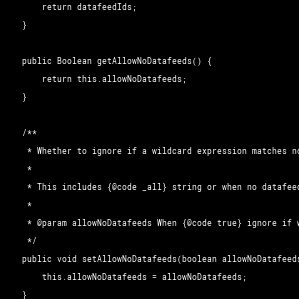 return datafeedIds;
}
public Boolean getAllowNoDatafeeds() {
return this.allowNoDatafeeds;
}
/**
* Whether to ignore if a wildcard expression matches
*
* This includes {@code _all} string or when no
*
* @param allowNoDatafeeds When {@code true} ignore if
*/
public void setAllowNoDatafeeds(boolean allowNoDatafeeds
this.allowNoDatafeeds = allowNoDatafeeds;
}